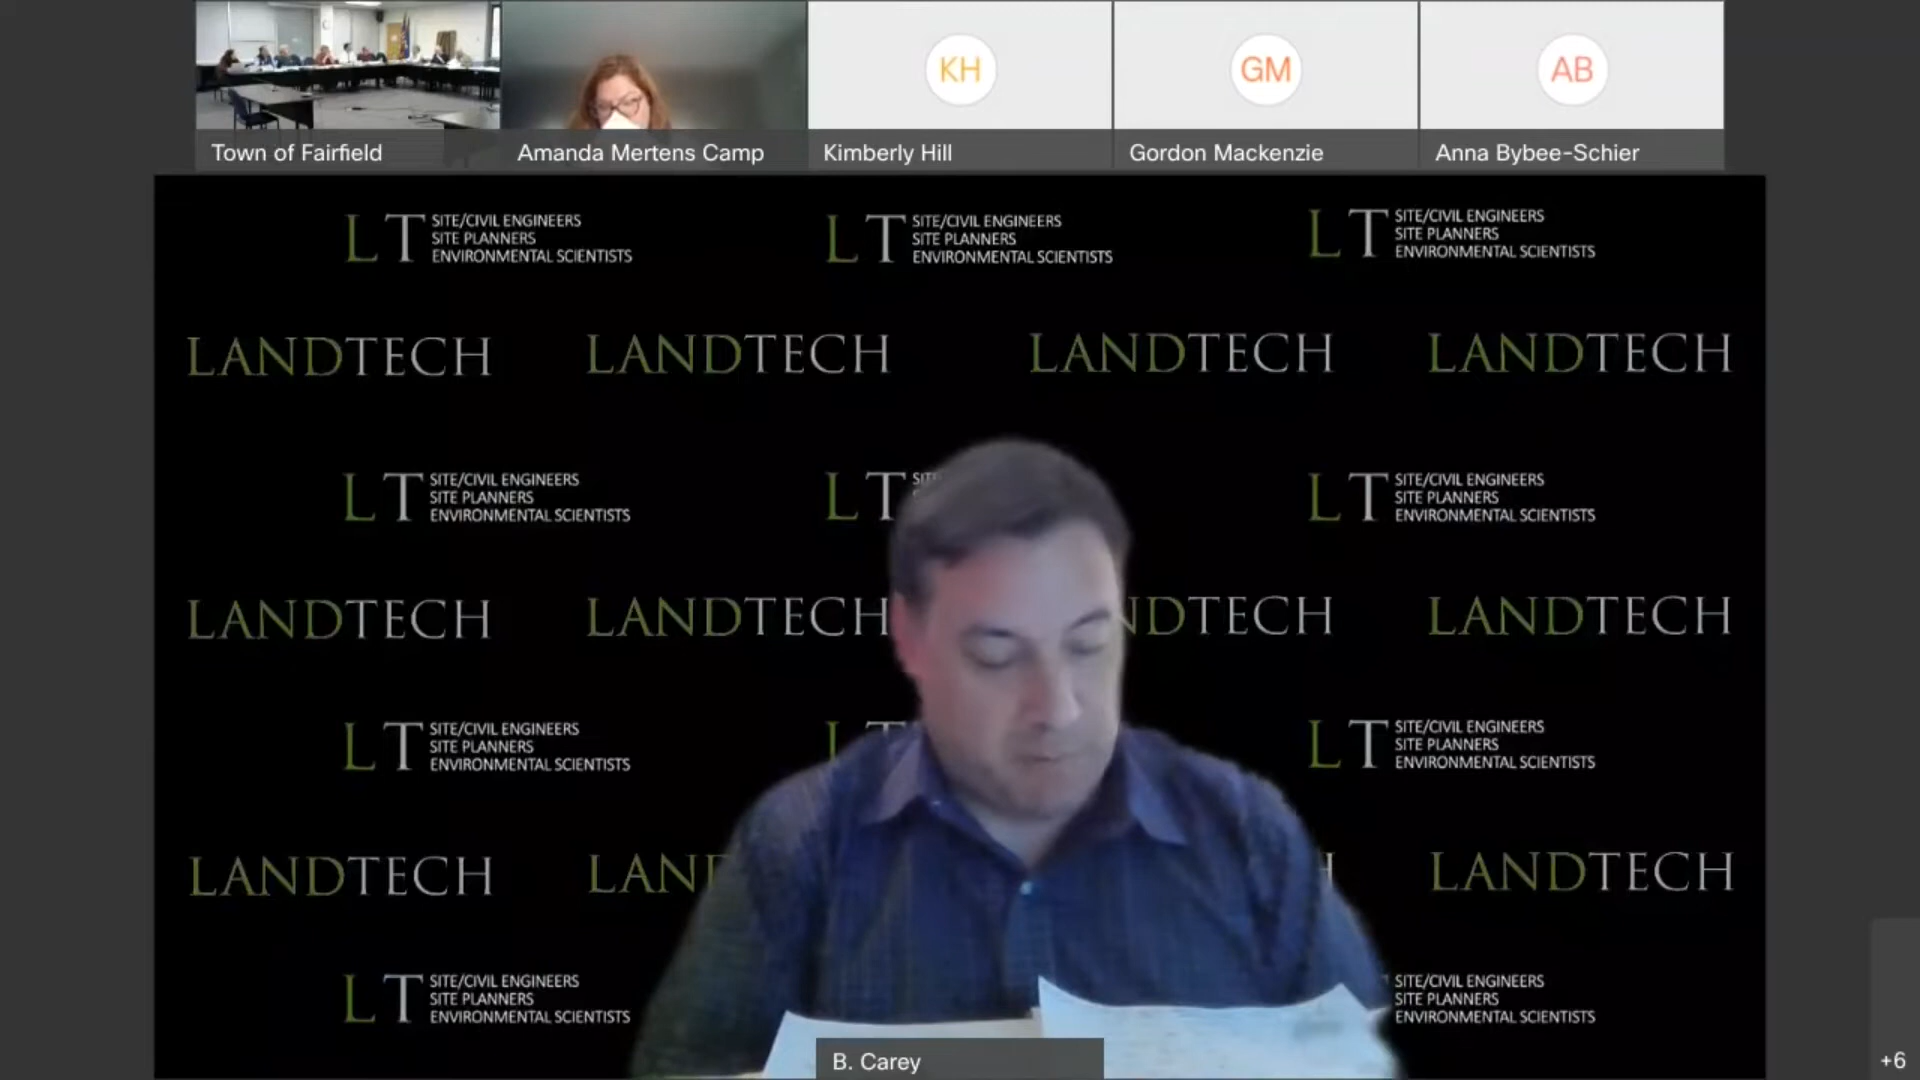 KH
GM
AB
Town of Fairfield
Amanda Mertens Camp
Kimberly Hill
Gordon Mackenzie
Anna Bybee-Schier
LT SITE/CIVIL ENGINEERS
SITE PLANNERS
ENVIRONMENTAL SCIENTISTS
LT SITE/CIVIL ENGINEERS
SITE PLANNERS
ENVIRONMENTAL SCIENTISTS
LT SITE/CIVIL ENGINEERS
SITE PLANNERS
ENVIRONMENTAL SCIENTISTS
LANDTECH
LANDTECH
LANDTECH
LANDTECH
LT SITE/CIVIL ENGINEERS
SITE PLANNERS
ENVIRONMENTAL SCIENTISTS
LT SIT
LT SITE/CIVIL ENGINEERS
SITE PLANNERS
ENVIRONMENTAL SCIENTISTS
LANDTECH
LANDTECH
NDTECH
LANDTECH
LT SITE/CIVIL ENGINEERS
SITE PLANNERS
ENVIRONMENTAL SCIENTISTS
LT
LT SITE/CIVIL ENGINEERS
SITE PLANNERS
ENVIRONMENTAL SCIENTISTS
LANDTECH
LAN
H
LANDTECH
LT SITE/CIVIL ENGINEERS
SITE PLANNERS
ENVIRONMENTAL SCIENTISTS
SITE/CIVIL ENGINEERS
SITE PLANNERS
ENVIRONMENTAL SCIENTISTS
B. Carey
+6